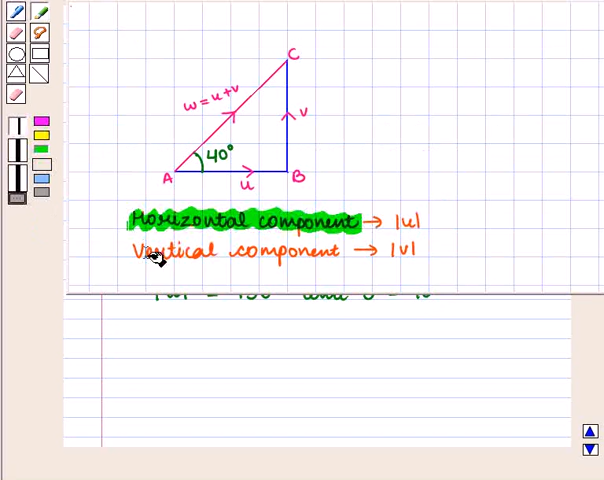 C
w = u+v
v
40°
A
u
B
Horizontal component → |u|
Vertical component → |v|